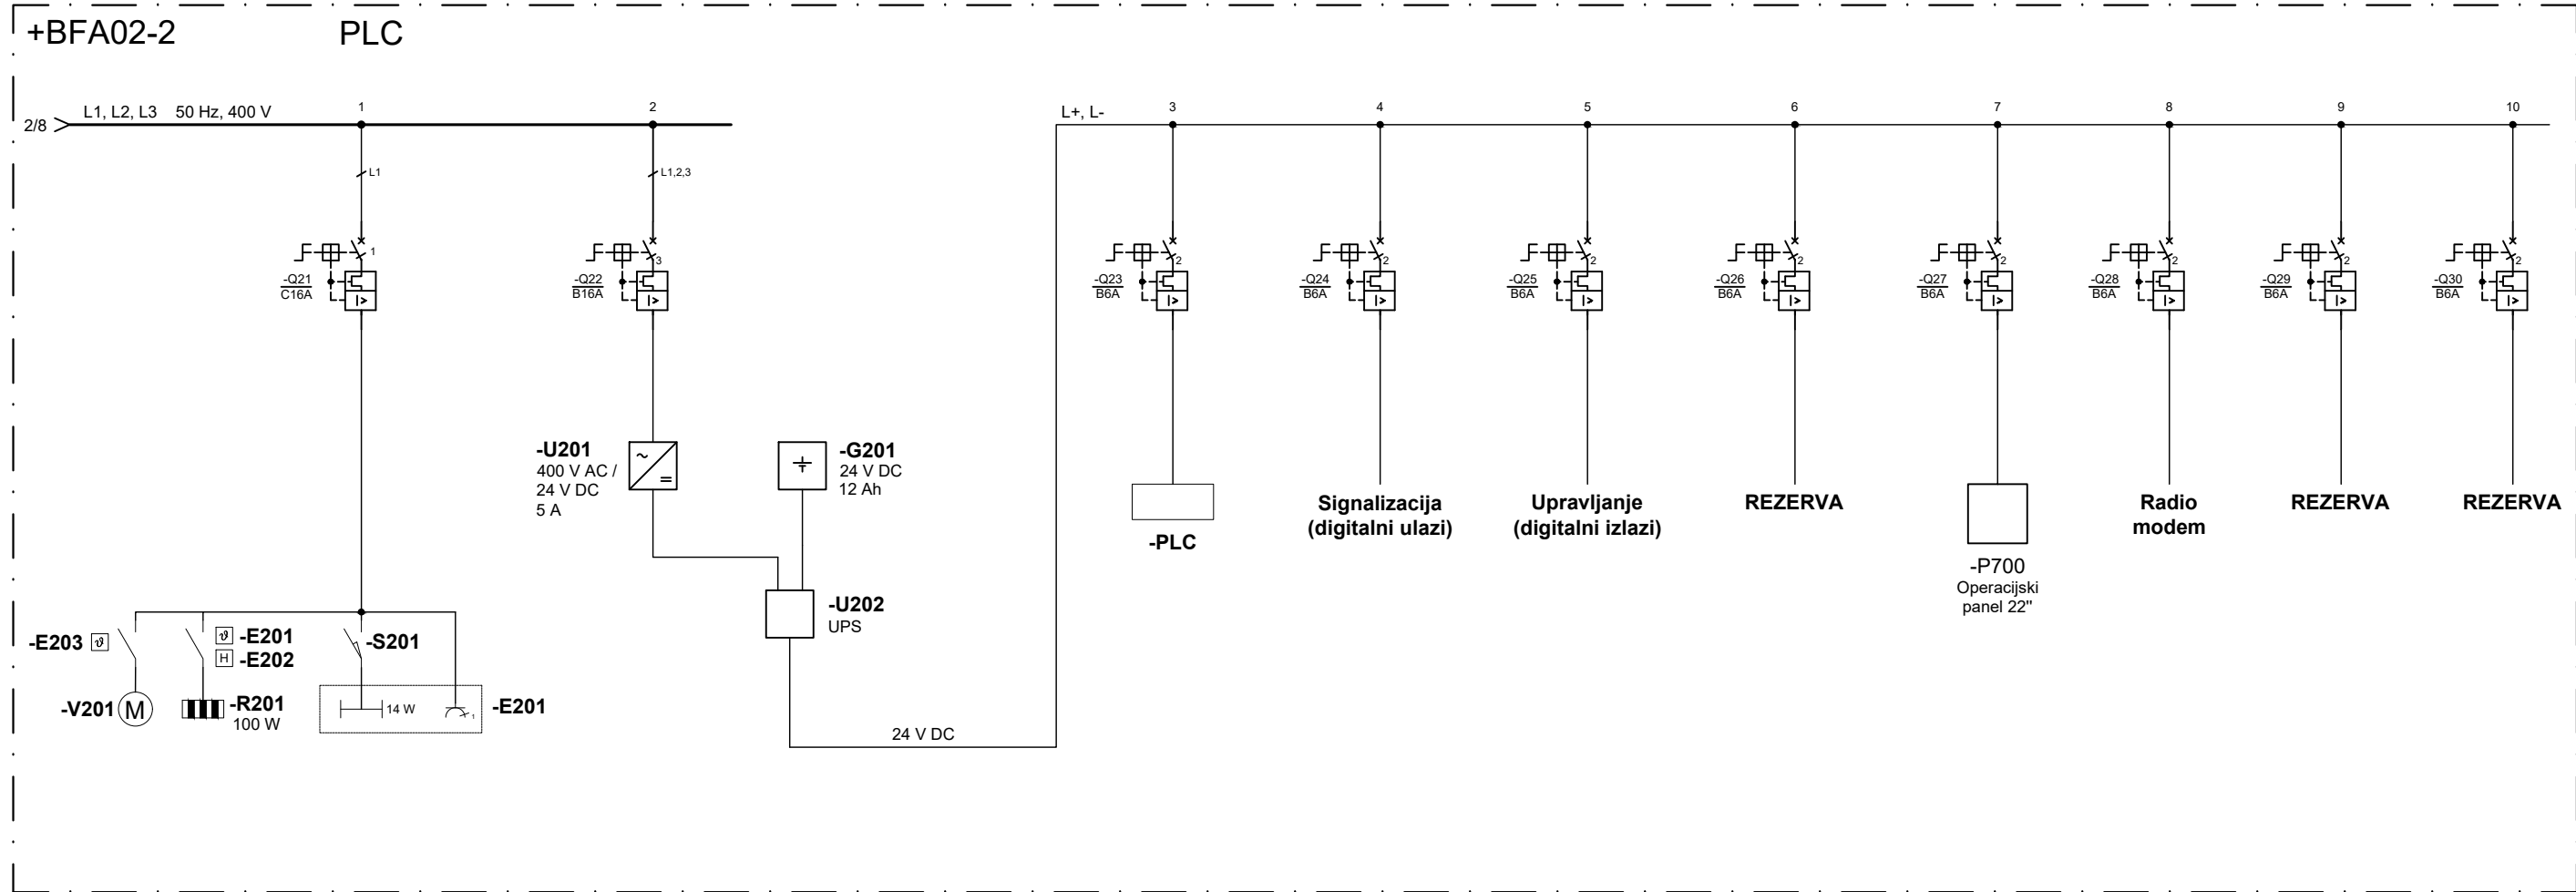 +BFA02-2 PLC
2/8 L1, L2, L3 50 Hz, 400 V
1
2
L+, L-
3
4
5
6
7
8
9
10
L1
L1,2,3
1
-Q21
C16A
3
-Q22
B16A
2
-Q23
B6A
2
-Q24
B6A
2
-Q25
B6A
2
-Q26
B6A
2
-Q27
B6A
2
-Q28
B6A
2
-Q29
B6A
2
-Q30
B6A
I>
I>
I>
I>
I>
I>
I>
I>
I>
I>
-U201
400 V AC /
24 V DC
5 A
~
=
-G201
24 V DC
12 Ah
-U202
UPS
24 V DC
-PLC
Signalizacija
(digitalni ulazi)
Upravljanje
(digitalni izlazi)
REZERVA
-P700
Operacijski
panel 22"
Radio
modem
REZERVA
REZERVA
-E203 ϑ
-V201 M
ϑ -E201
H -E202
-R201
100 W
-S201
14 W
1
-E201